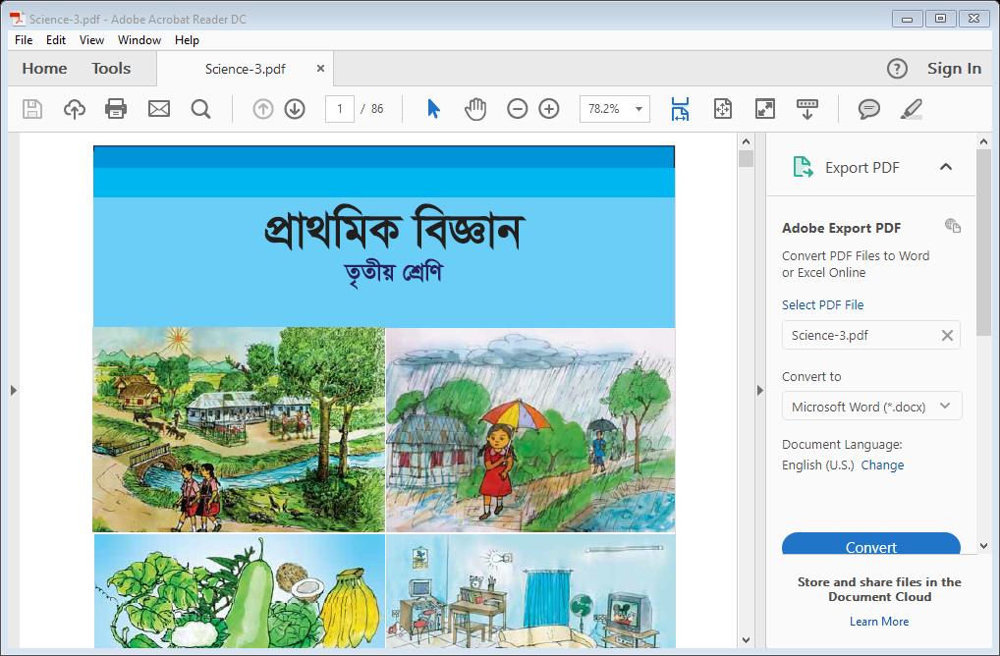 Science-3.pdf - Adobe Acrobat Reader DC
File Edit View Window Help
Home Tools Science-3.pdf Sign In
1 / 86 78.2%
প্রাথমিক বিজ্ঞান
তৃতীয় শ্রেণি
Export PDF
Adobe Export PDF
Convert PDF Files to Word
or Excel Online
Select PDF File
Science-3.pdf
Convert to
Microsoft Word (*.docx)
Document Language:
English (U.S.) Change
Convert
Store and share files in the
Document Cloud
Learn More